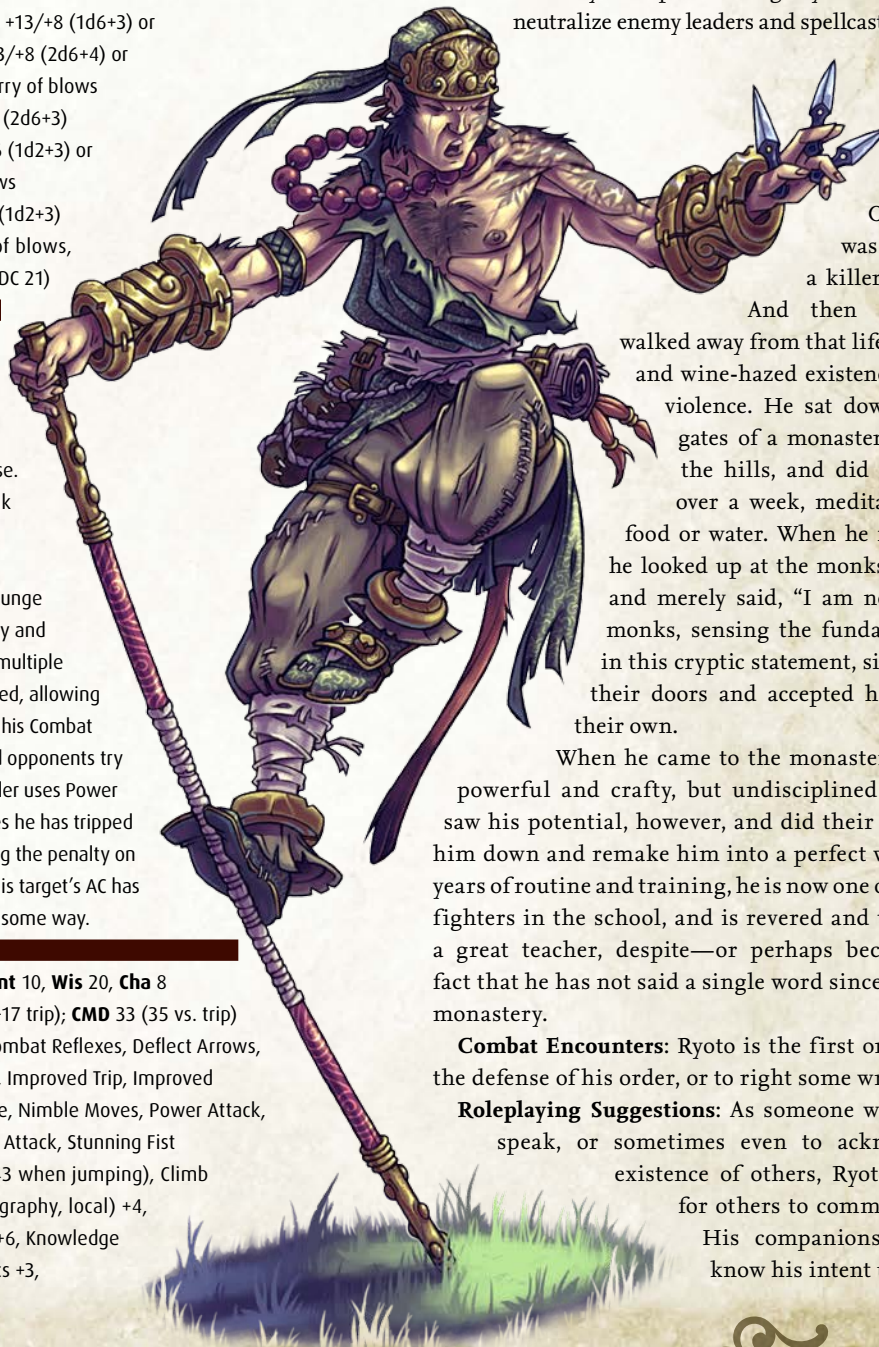 +13/+8 (1d6+3) or
/+8 (2d6+4) or
rry of blows
(2d6+3)
(1d2+3) or
ws
(1d2+3)
of blows,
DC 21)
se.
k
unge
y and
multiple
ed, allowing
his Combat
l opponents try
ler uses Power
es he has tripped
g the penalty on
is target's AC has
some way.
nt 10, Wis 20, Cha 8
17 trip); CMD 33 (35 vs. trip)
ombat Reflexes, Deflect Arrows,
, Improved Trip, Improved
e, Nimble Moves, Power Attack,
Attack, Stunning Fist
3 when jumping), Climb
graphy, local) +4,
+6, Knowledge
cs +3,
neutralize enemy leaders and spellcast
was
a killer
And then
walked away from that life
and wine-hazed existen
violence. He sat dow
gates of a monaster
the hills, and did
over a week, medita
food or water. When he
he looked up at the monks
and merely said, “I am n
monks, sensing the funda
in this cryptic statement, si
their doors and accepted h
their own.
When he came to the monaste
powerful and crafty, but undisciplined
saw his potential, however, and did their
him down and remake him into a perfect w
years of routine and training, he is now one o
fighters in the school, and is revered and
a great teacher, despite—or perhaps bec
fact that he has not said a single word since
monastery.
Combat Encounters: Ryoto is the first o
the defense of his order, or to right some w
Roleplaying Suggestions: As someone w
speak, or sometimes even to ack
existence of others, Ryot
for others to comm
His companions
know his intent